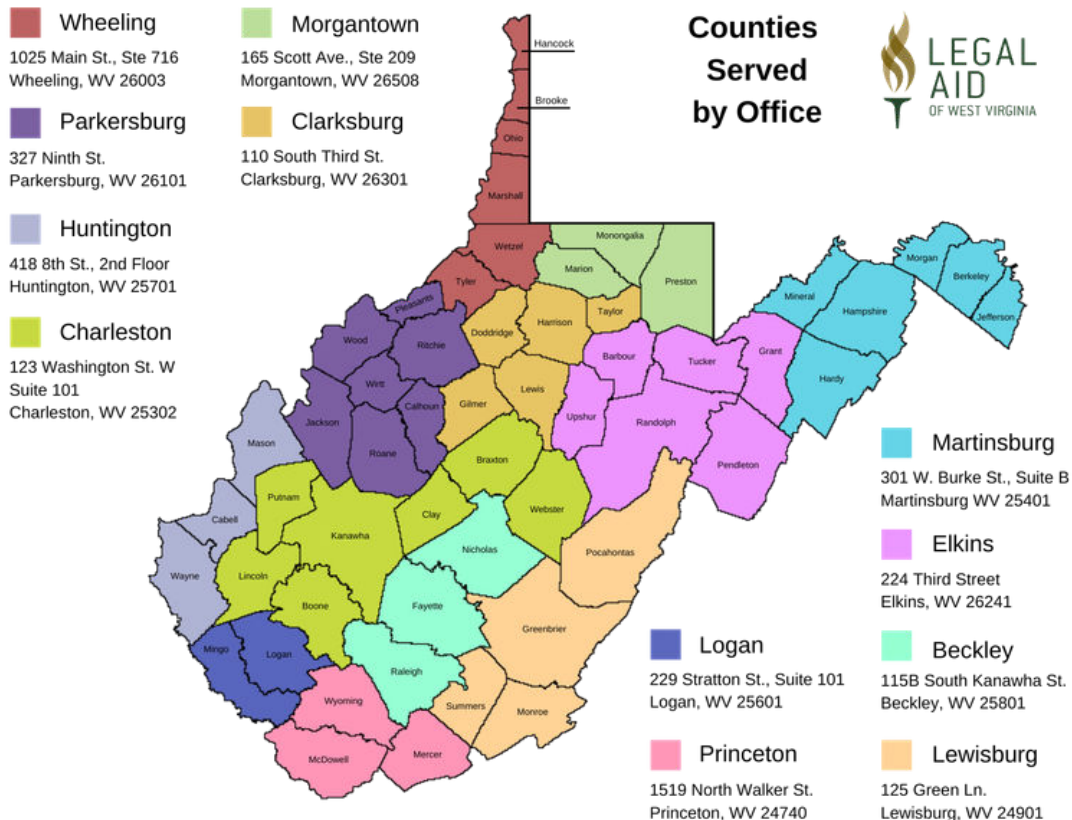 Wheeling
1025 Main St., Ste 716
Wheeling, WV 26003
Morgantown
165 Scott Ave., Ste 209
Morgantown, WV 26508
Parkersburg
327 Ninth St.
Parkersburg, WV 26101
Clarksburg
110 South Third St.
Clarksburg, WV 26301
Huntington
418 8th St., 2nd Floor
Huntington, WV 25701
Charleston
123 Washington St. W
Suite 101
Charleston, WV 25302
Counties
Served
by Office
LEGAL
AID
OF WEST VIRGINIA
Hancock
Brooke
Ohio
Marshall
Wetzel
Monongalia
Marion
Preston
Tyler
Pleasants
Doddridge
Harrison
Taylor
Wood
Ritchie
Wirt
Calhoun
Jackson
Roane
Gilmer
Lewis
Barbour
Tucker
Grant
Upshur
Randolph
Pendleton
Mineral
Hampshire
Hardy
Morgan
Berkeley
Jefferson
Mason
Putnam
Cabell
Wayne
Lincoln
Kanawha
Boone
Clay
Braxton
Webster
Nicholas
Fayette
Raleigh
Pocahontas
Greenbrier
Summers
Monroe
Mingo
Logan
Wyoming
McDowell
Mercer
Martinsburg
301 W. Burke St., Suite B
Martinsburg WV 25401
Elkins
224 Third Street
Elkins, WV 26241
Logan
229 Stratton St., Suite 101
Logan, WV 25601
Beckley
115B South Kanawha St.
Beckley, WV 25801
Princeton
1519 North Walker St.
Princeton, WV 24740
Lewisburg
125 Green Ln.
Lewisburg, WV 24901